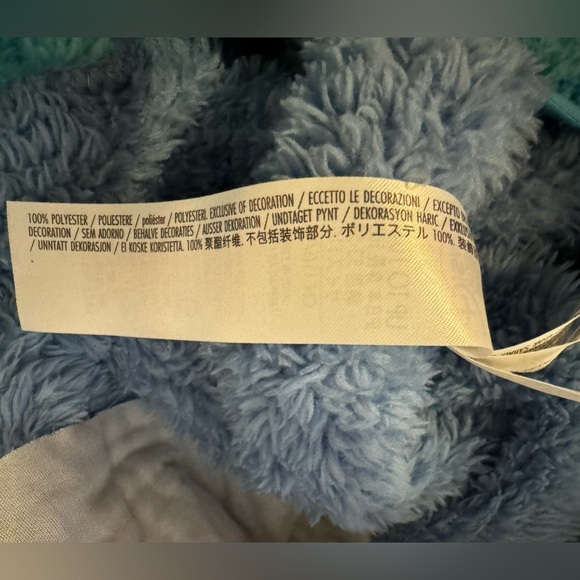 100% POLYESTER / POLIESTERE / poliéster / POLYESTERI. EXCLUSIVE OF DECORATION / ECCETTO LE DECORAZIONI / EXCEPTO
DECORATION / SEM ADORNO / BEHALVE DECORATIES / AUSSER DEKORATION / UNDTAGET PYNT / DEKORASYON HARIC /
/ UNNTATT DEKORASJON / EI KOSKE KORISTETTA. 100% 聚酯纤维. 不包括装饰部分. ポリエステル 100%.